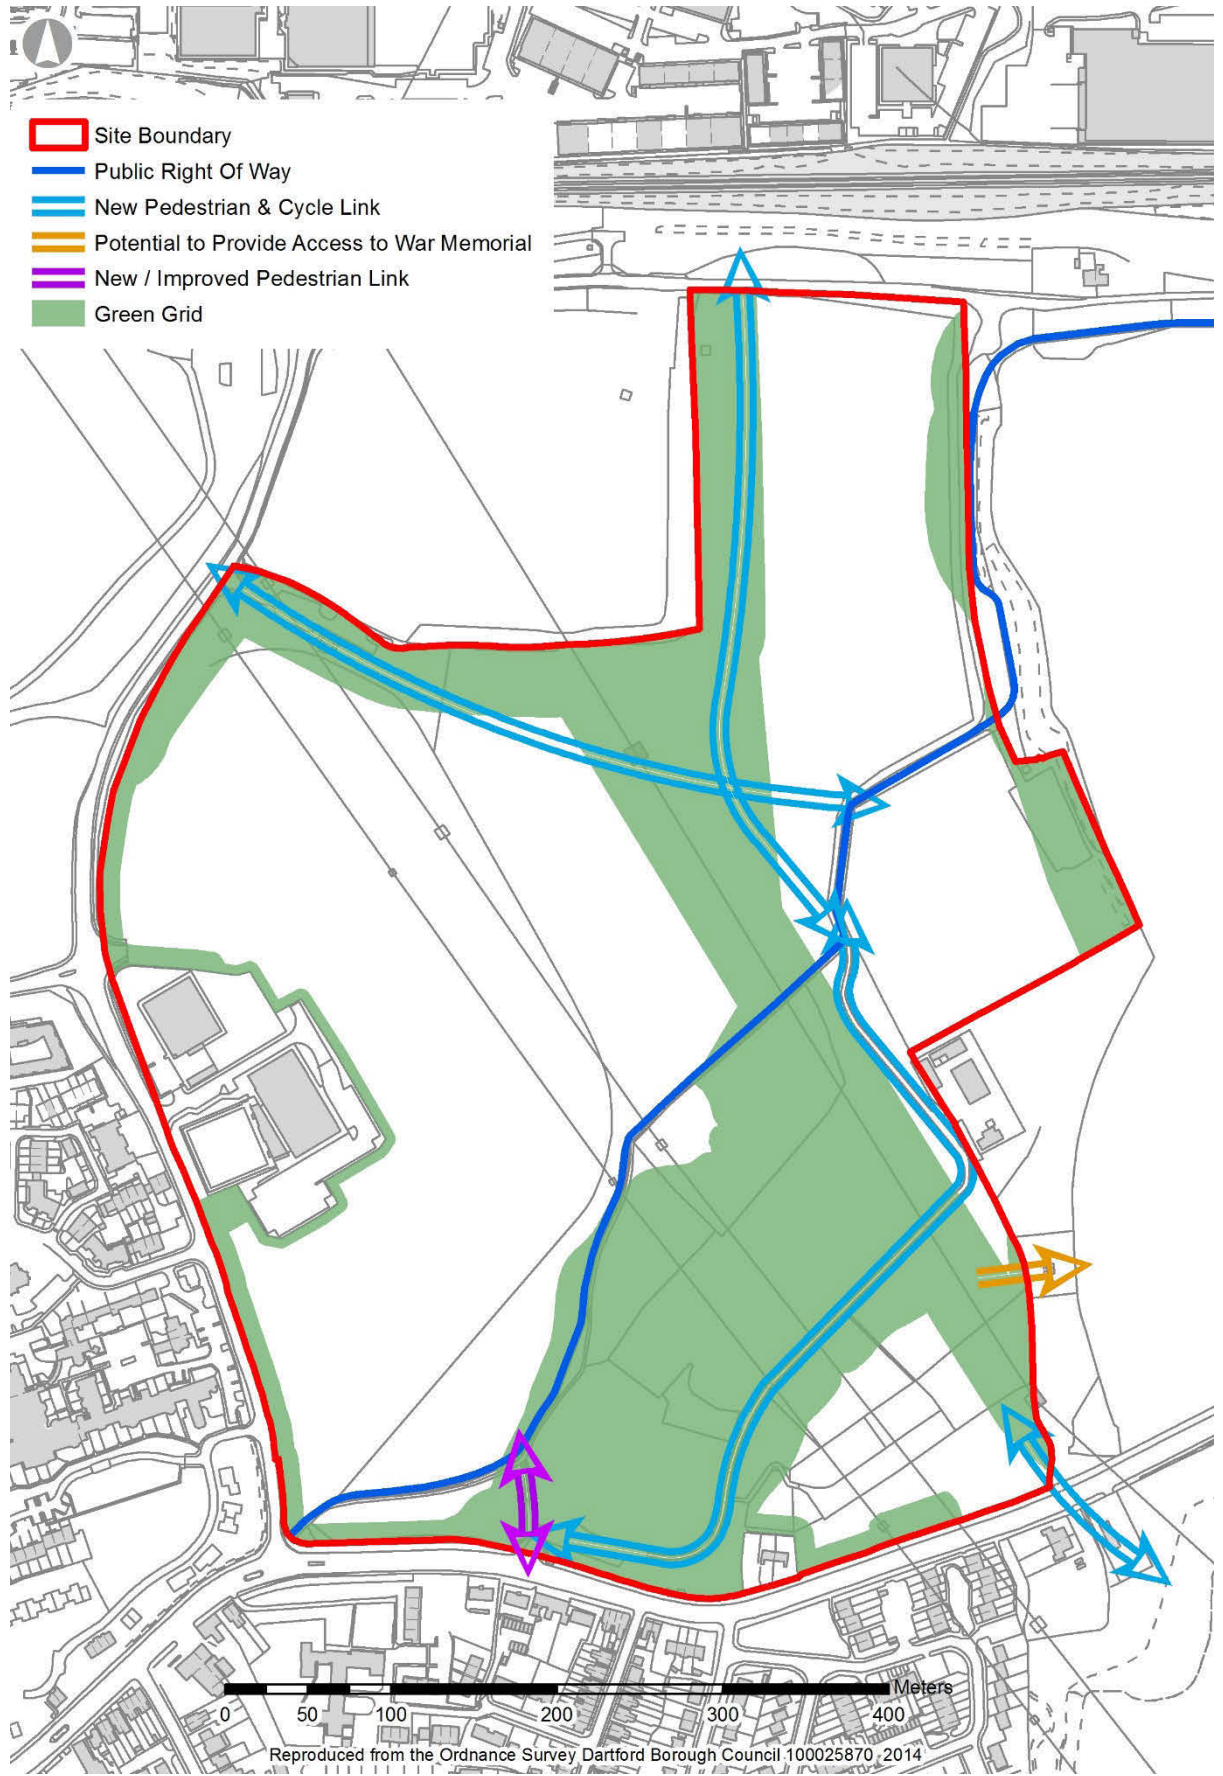 Site Boundary
Public Right Of Way
New Pedestrian & Cycle Link
Potential to Provide Access to War Memorial
New / Improved Pedestrian Link
Green Grid
Meters
0 50 100 200 300 400
Reproduced from the Ordnance Survey Dartford Borough Council 100025870 2014